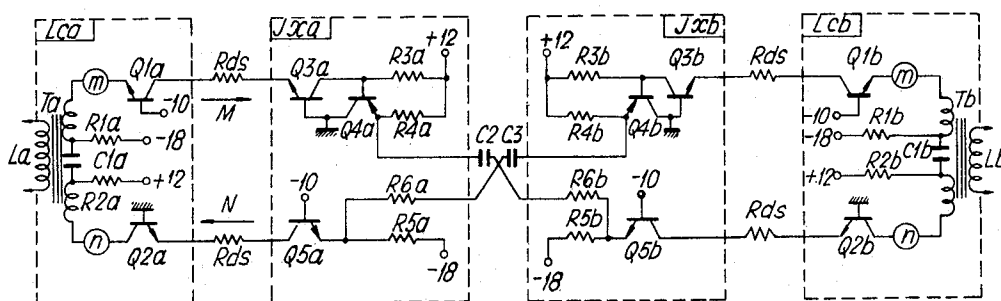 Lca
Jxa
Jxb
Lcb
m
Q1a
Rds
Q3a
R3a
+12
+12
R3b
Q3b
Rds
Q1b
m
Ta
-10
M
Q4a
R4a
R4b
Q4b
-10
Tb
R1a
-18
-18
R1b
La
C1a
C2
C3
C1b
Lb
+12
+12
R2b
R2a
N
-10
R6a
R6b
-10
R5a
R5b
n
Q2a
Rds
Q5a
-18
-18
Q5b
Rds
Q2b
n